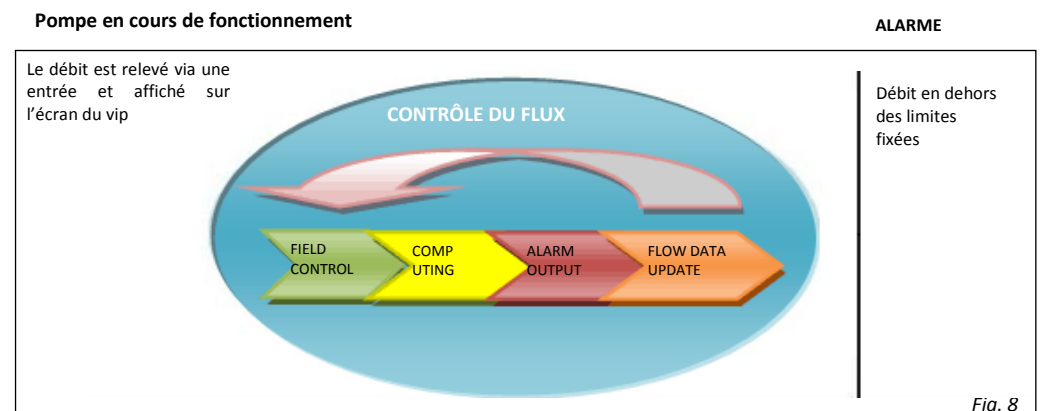 Pompe en cours de fonctionnement
ALARME
Le débit est relevé via une
entrée et affiché sur
l'écran du vip
CONTRÔLE DU FLUX
FIELD
CONTROL
COMP
UTING
ALARM
OUTPUT
FLOW DATA
UPDATE
Débit en dehors
des limites
fixées
Fig. 8